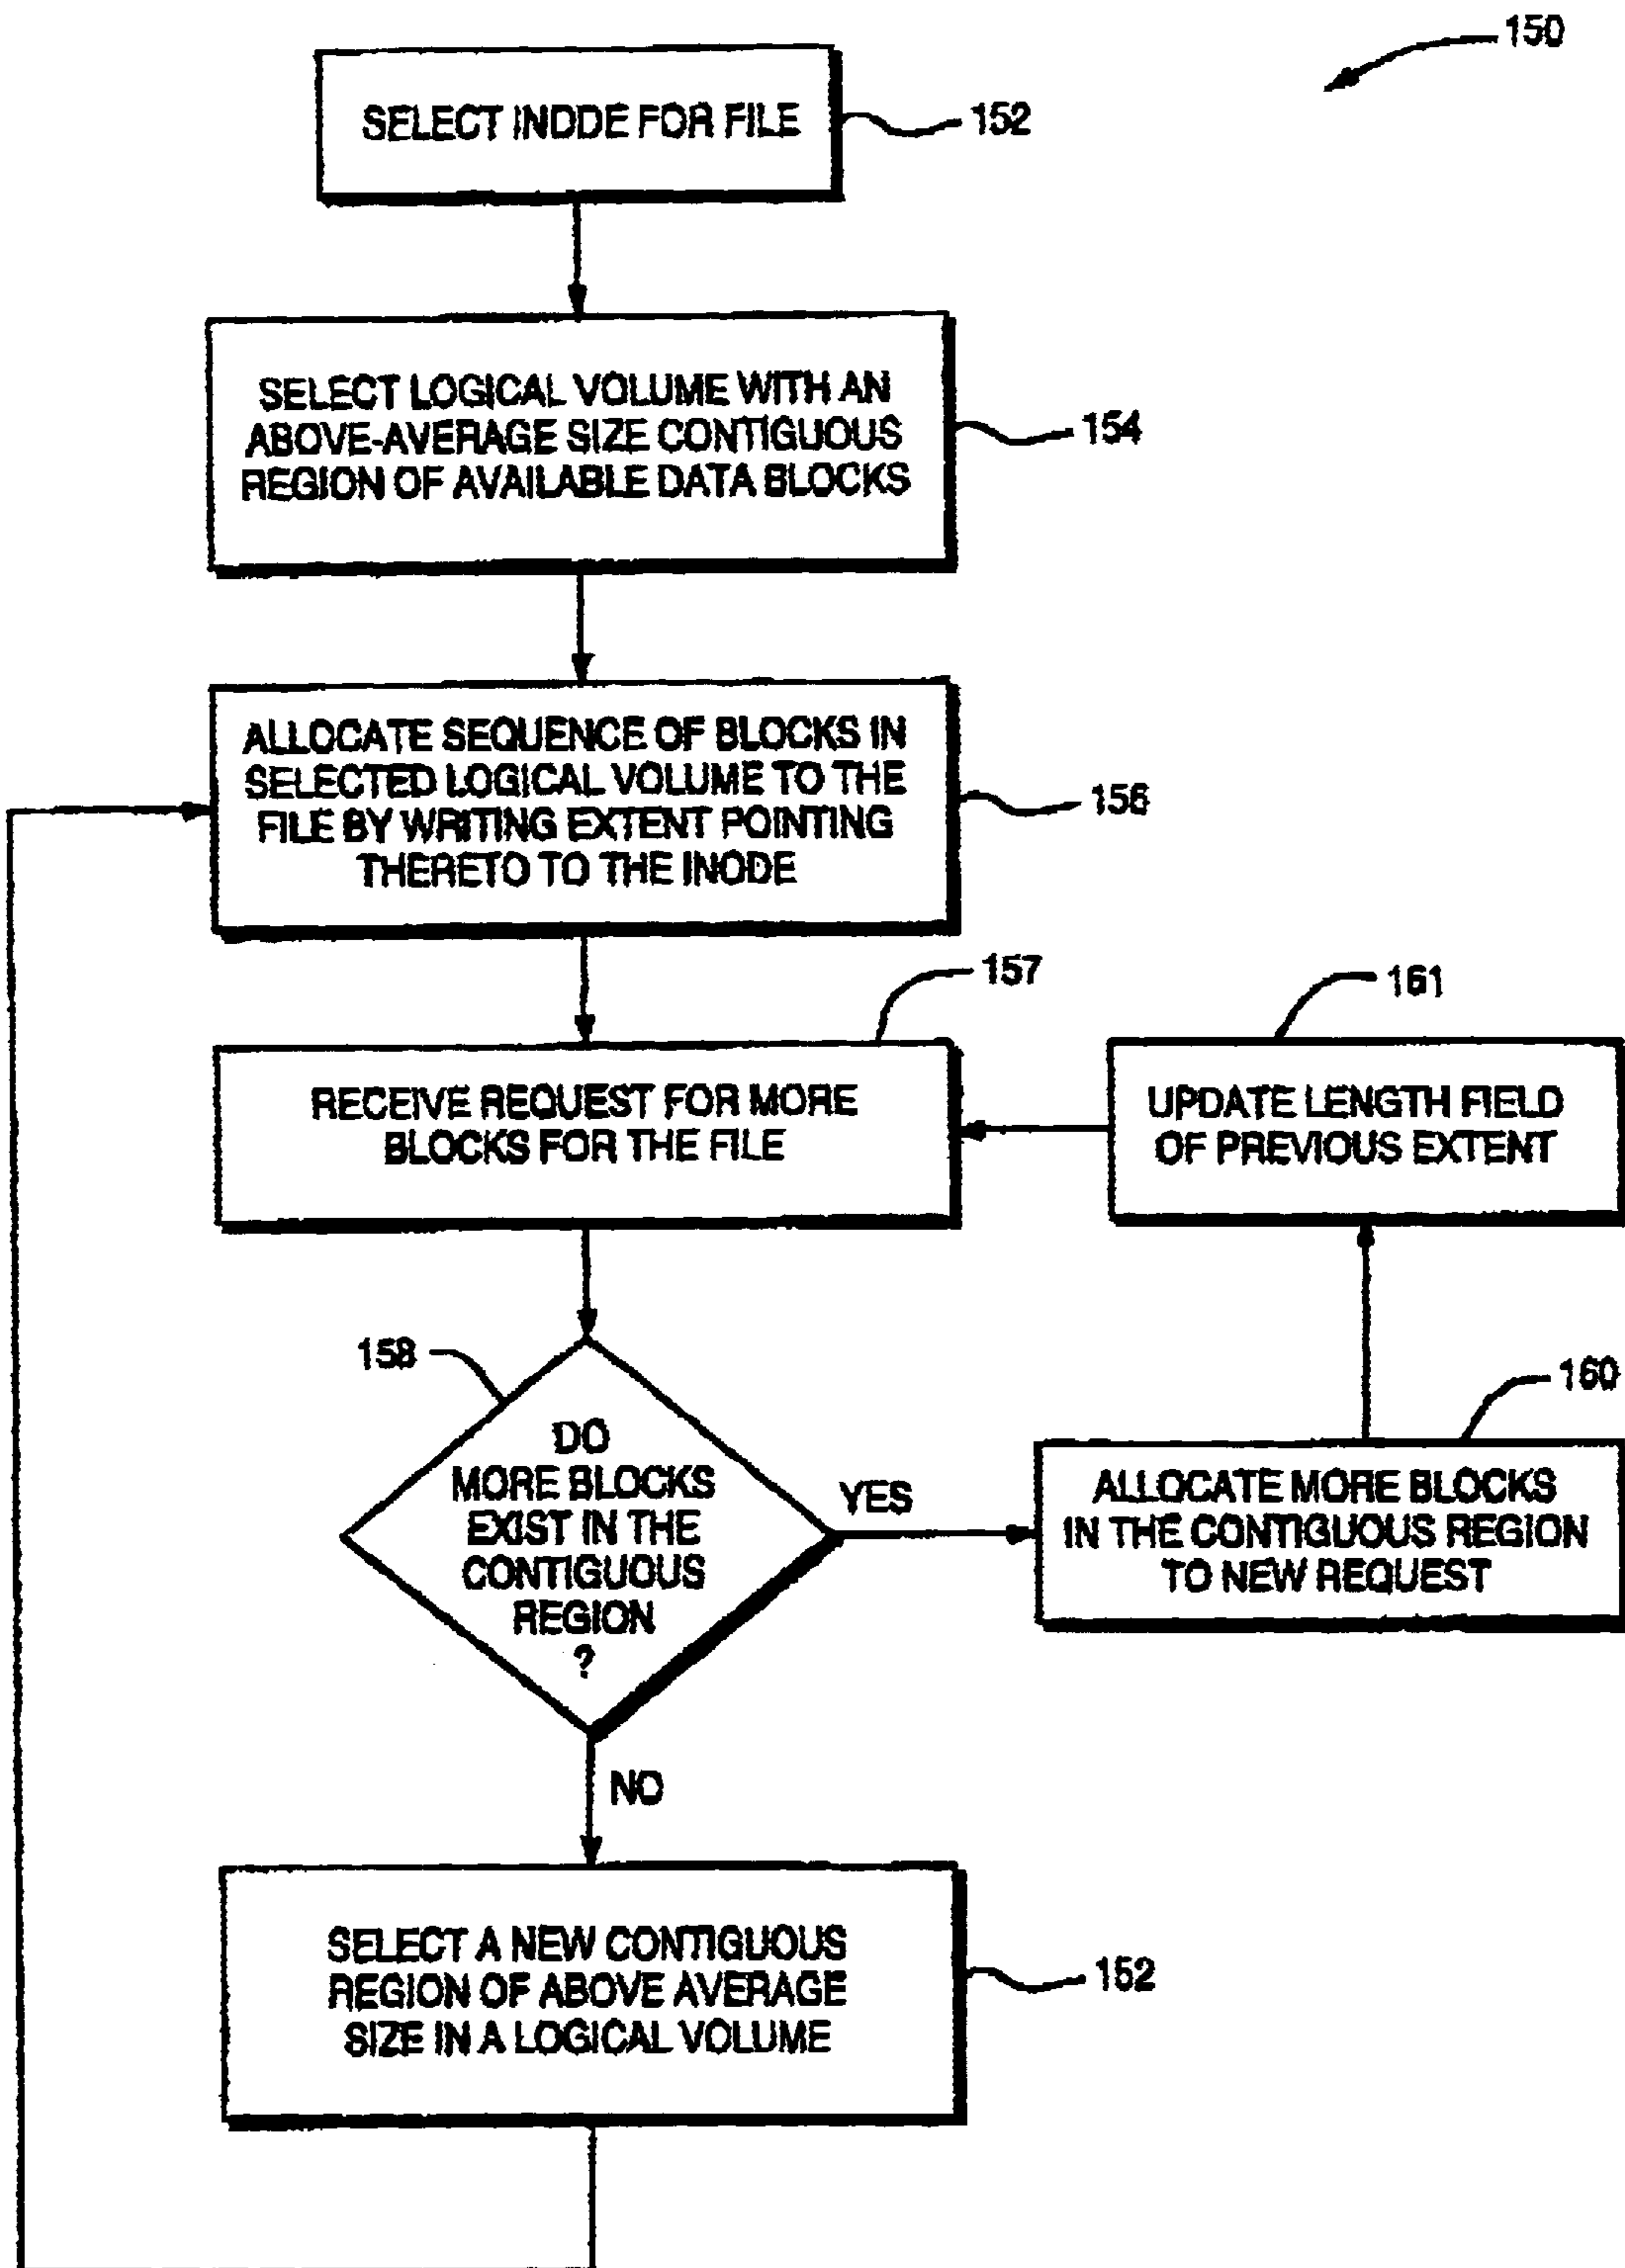 150
SELECT INODE FOR FILE
152
SELECT LOGICAL VOLUME WITH AN
ABOVE-AVERAGE SIZE CONTIGUOUS
REGION OF AVAILABLE DATA BLOCKS
154
ALLOCATE SEQUENCE OF BLOCKS IN
SELECTED LOGICAL VOLUME TO THE
FILE BY WRITING EXTENT POINTING
THERETO TO THE INODE
156
157
RECEIVE REQUEST FOR MORE
BLOCKS FOR THE FILE
161
UPDATE LENGTH FIELD
OF PREVIOUS EXTENT
158
DO
MORE BLOCKS
EXIST IN THE
CONTIGUOUS
REGION
?
YES
160
ALLOCATE MORE BLOCKS
IN THE CONTIGUOUS REGION
TO NEW REQUEST
NO
SELECT A NEW CONTIGUOUS
REGION OF ABOVE AVERAGE
SIZE IN A LOGICAL VOLUME
152